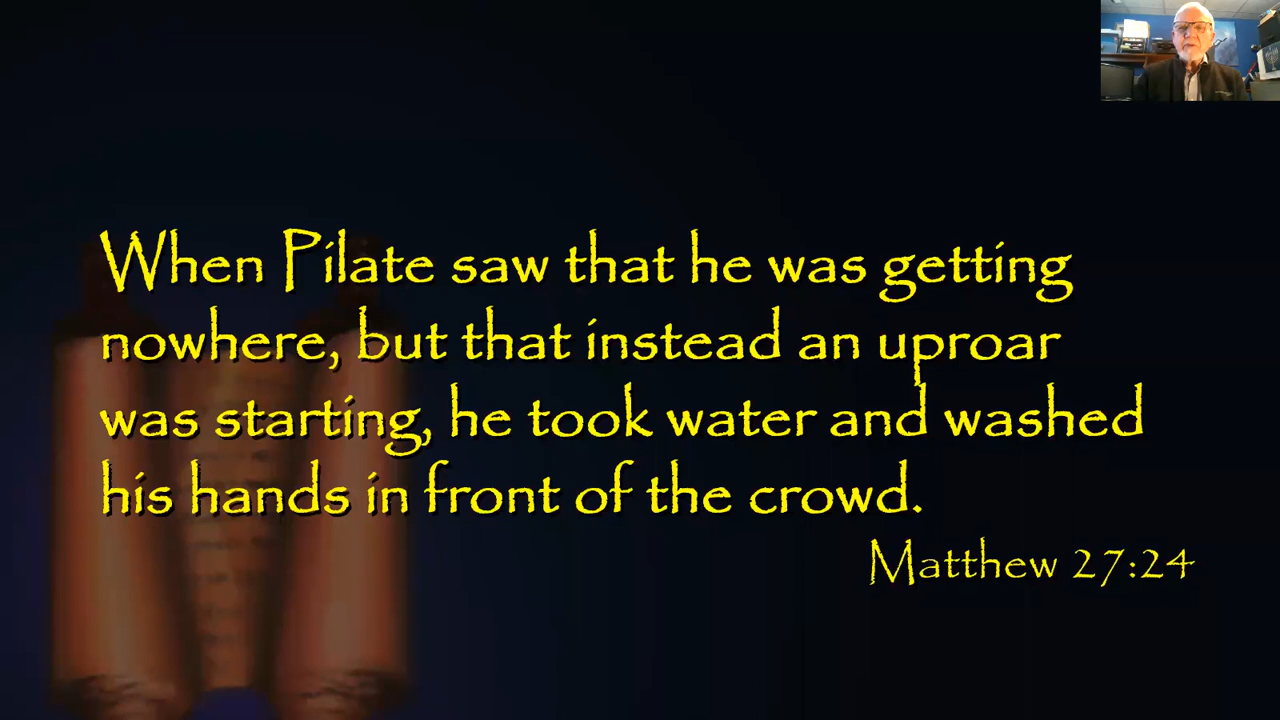 When Pilate saw that he was getting
nowhere, but that instead an uproar
was starting, he took water and washed
his hands in front of the crowd.
Matthew 27:24